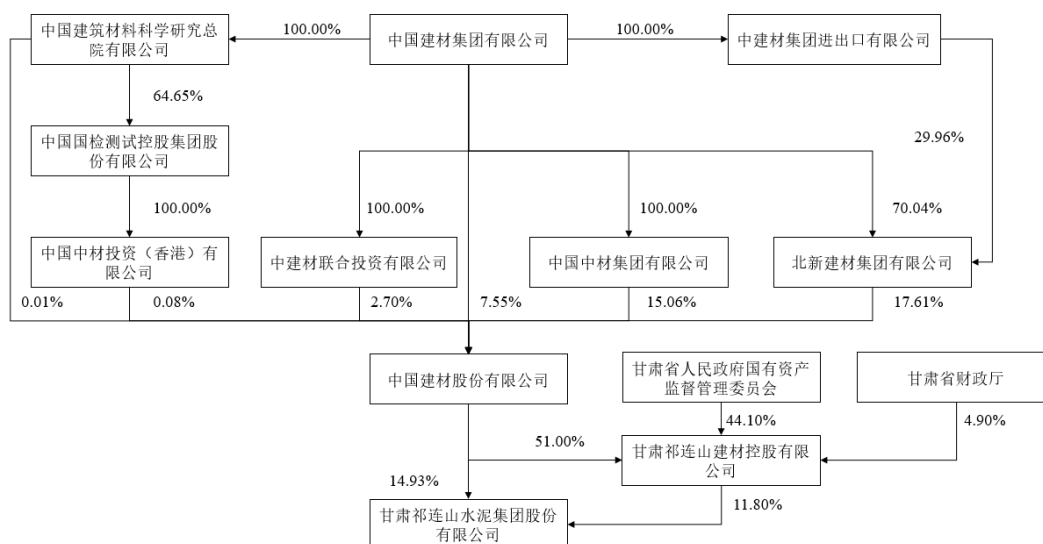 中国建筑材料科学研究总
院有限公司
100.00%
中国建材集团有限公司
100.00%
中建材集团进出口有限公司
64.65%
29.96%
中国国检测试控股集团股
份有限公司
100.00%
100.00%
100.00%
70.04%
中国中材投资（香港）有
限公司
中建材联合投资有限公司
中国中材集团有限公司
北新建材集团有限公司
0.01%
0.08%
2.70%
7.55%
15.06%
17.61%
中国建材股份有限公司
甘肃省人民政府国有资产
监督管理委员会
甘肃省财政厅
44.10%
4.90%
51.00%
甘肃祁连山建材控股有限
公司
14.93%
11.80%
甘肃祁连山水泥集团股份
有限公司